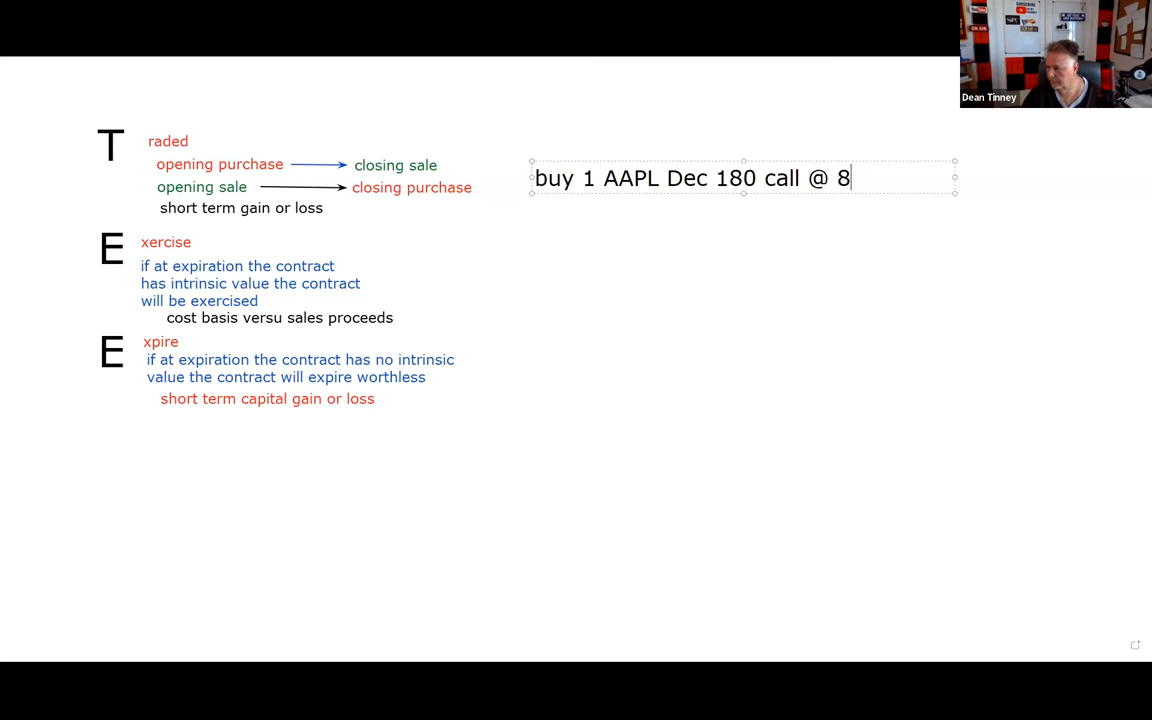 T raded
opening purchase closing sale
opening sale closing purchase
short term gain or loss
E xercise
if at expiration the contract
has intrinsic value the contract
will be exercised
cost basis versu sales proceeds
E xpire
if at expiration the contract has no intrinsic
value the contract will expire worthless
short term capital gain or loss
buy 1 AAPL Dec 180 call @ 8
Dean Tinney